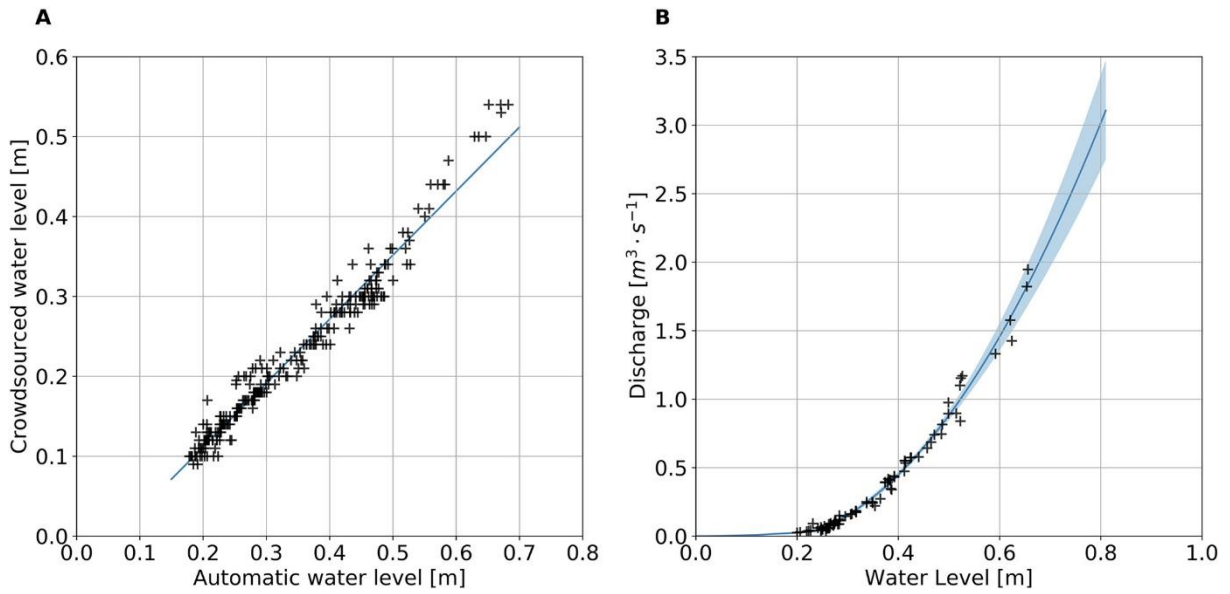 A
0.6
0.5
0.4
0.3
0.2
0.1
0.0
Crowdsourced water level [m]
0.0 0.1 0.2 0.3 0.4 0.5 0.6 0.7 0.8
Automatic water level [m]
B
3.5
3.0
2.5
2.0
1.5
1.0
0.5
0.0
Discharge [m³ · s⁻¹]
0.0 0.2 0.4 0.6 0.8 1.0
Water Level [m]